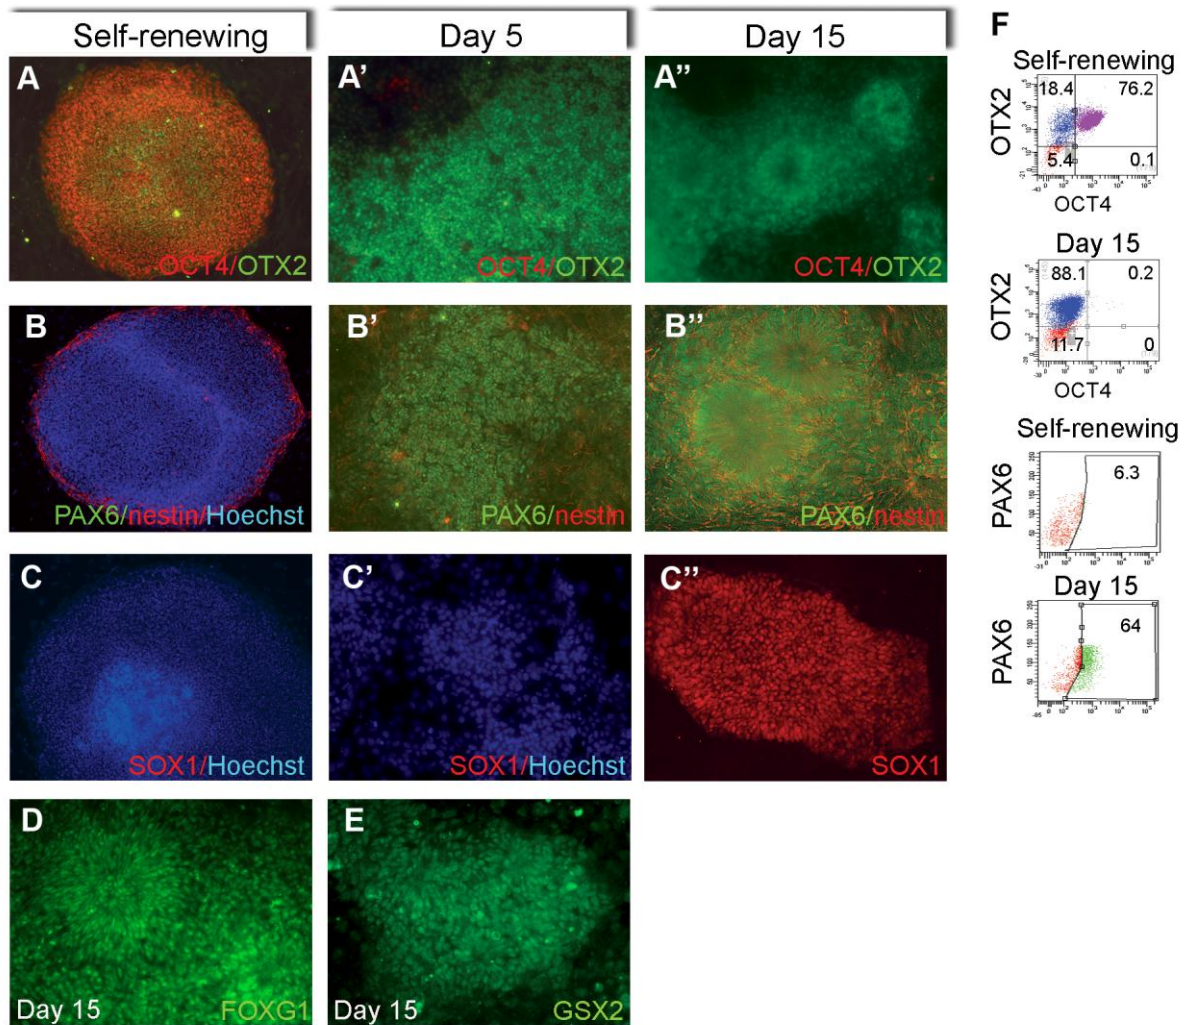 Self-renewing
Day 5
Day 15
A
OCT4/OTX2
A'
OCT4/OTX2
A"
OCT4/OTX2
B
PAX6/nestin/Hoechst
B'
PAX6/nestin
B"
PAX6/nestin
C
SOX1/Hoechst
C'
SOX1/Hoechst
C"
SOX1
D
Day 15
FOXG1
E
Day 15
GSX2
F
Self-renewing
18.4
76.2
5.4
0.1
OTX2
OCT4
Day 15
88.1
0.2
11.7
0
OTX2
OCT4
Self-renewing
6.3
PAX6
Day 15
64
PAX6